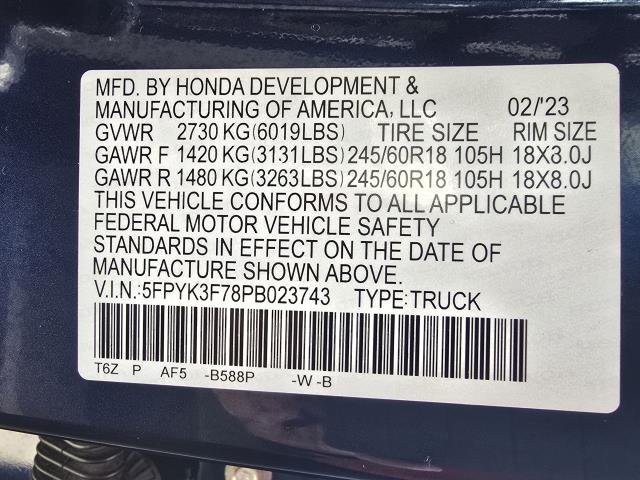 MFD. BY HONDA DEVELOPMENT &
MANUFACTURING OF AMERICA, LLC 02/'23
GVWR 2730 KG(6019LBS) TIRE SIZE RIM SIZE
GAWR F 1420 KG(3131LBS) 245/60R18 105H 18X8.0J
GAWR R 1480 KG(3263LBS) 245/60R18 105H 18X8.0J
THIS VEHICLE CONFORMS TO ALL APPLICABLE
FEDERAL MOTOR VEHICLE SAFETY
STANDARDS IN EFFECT ON THE DATE OF
MANUFACTURE SHOWN ABOVE.
V.I.N.:5FPYK3F78PB023743 TYPE:TRUCK
T6Z P AF5 -B588P -W -B